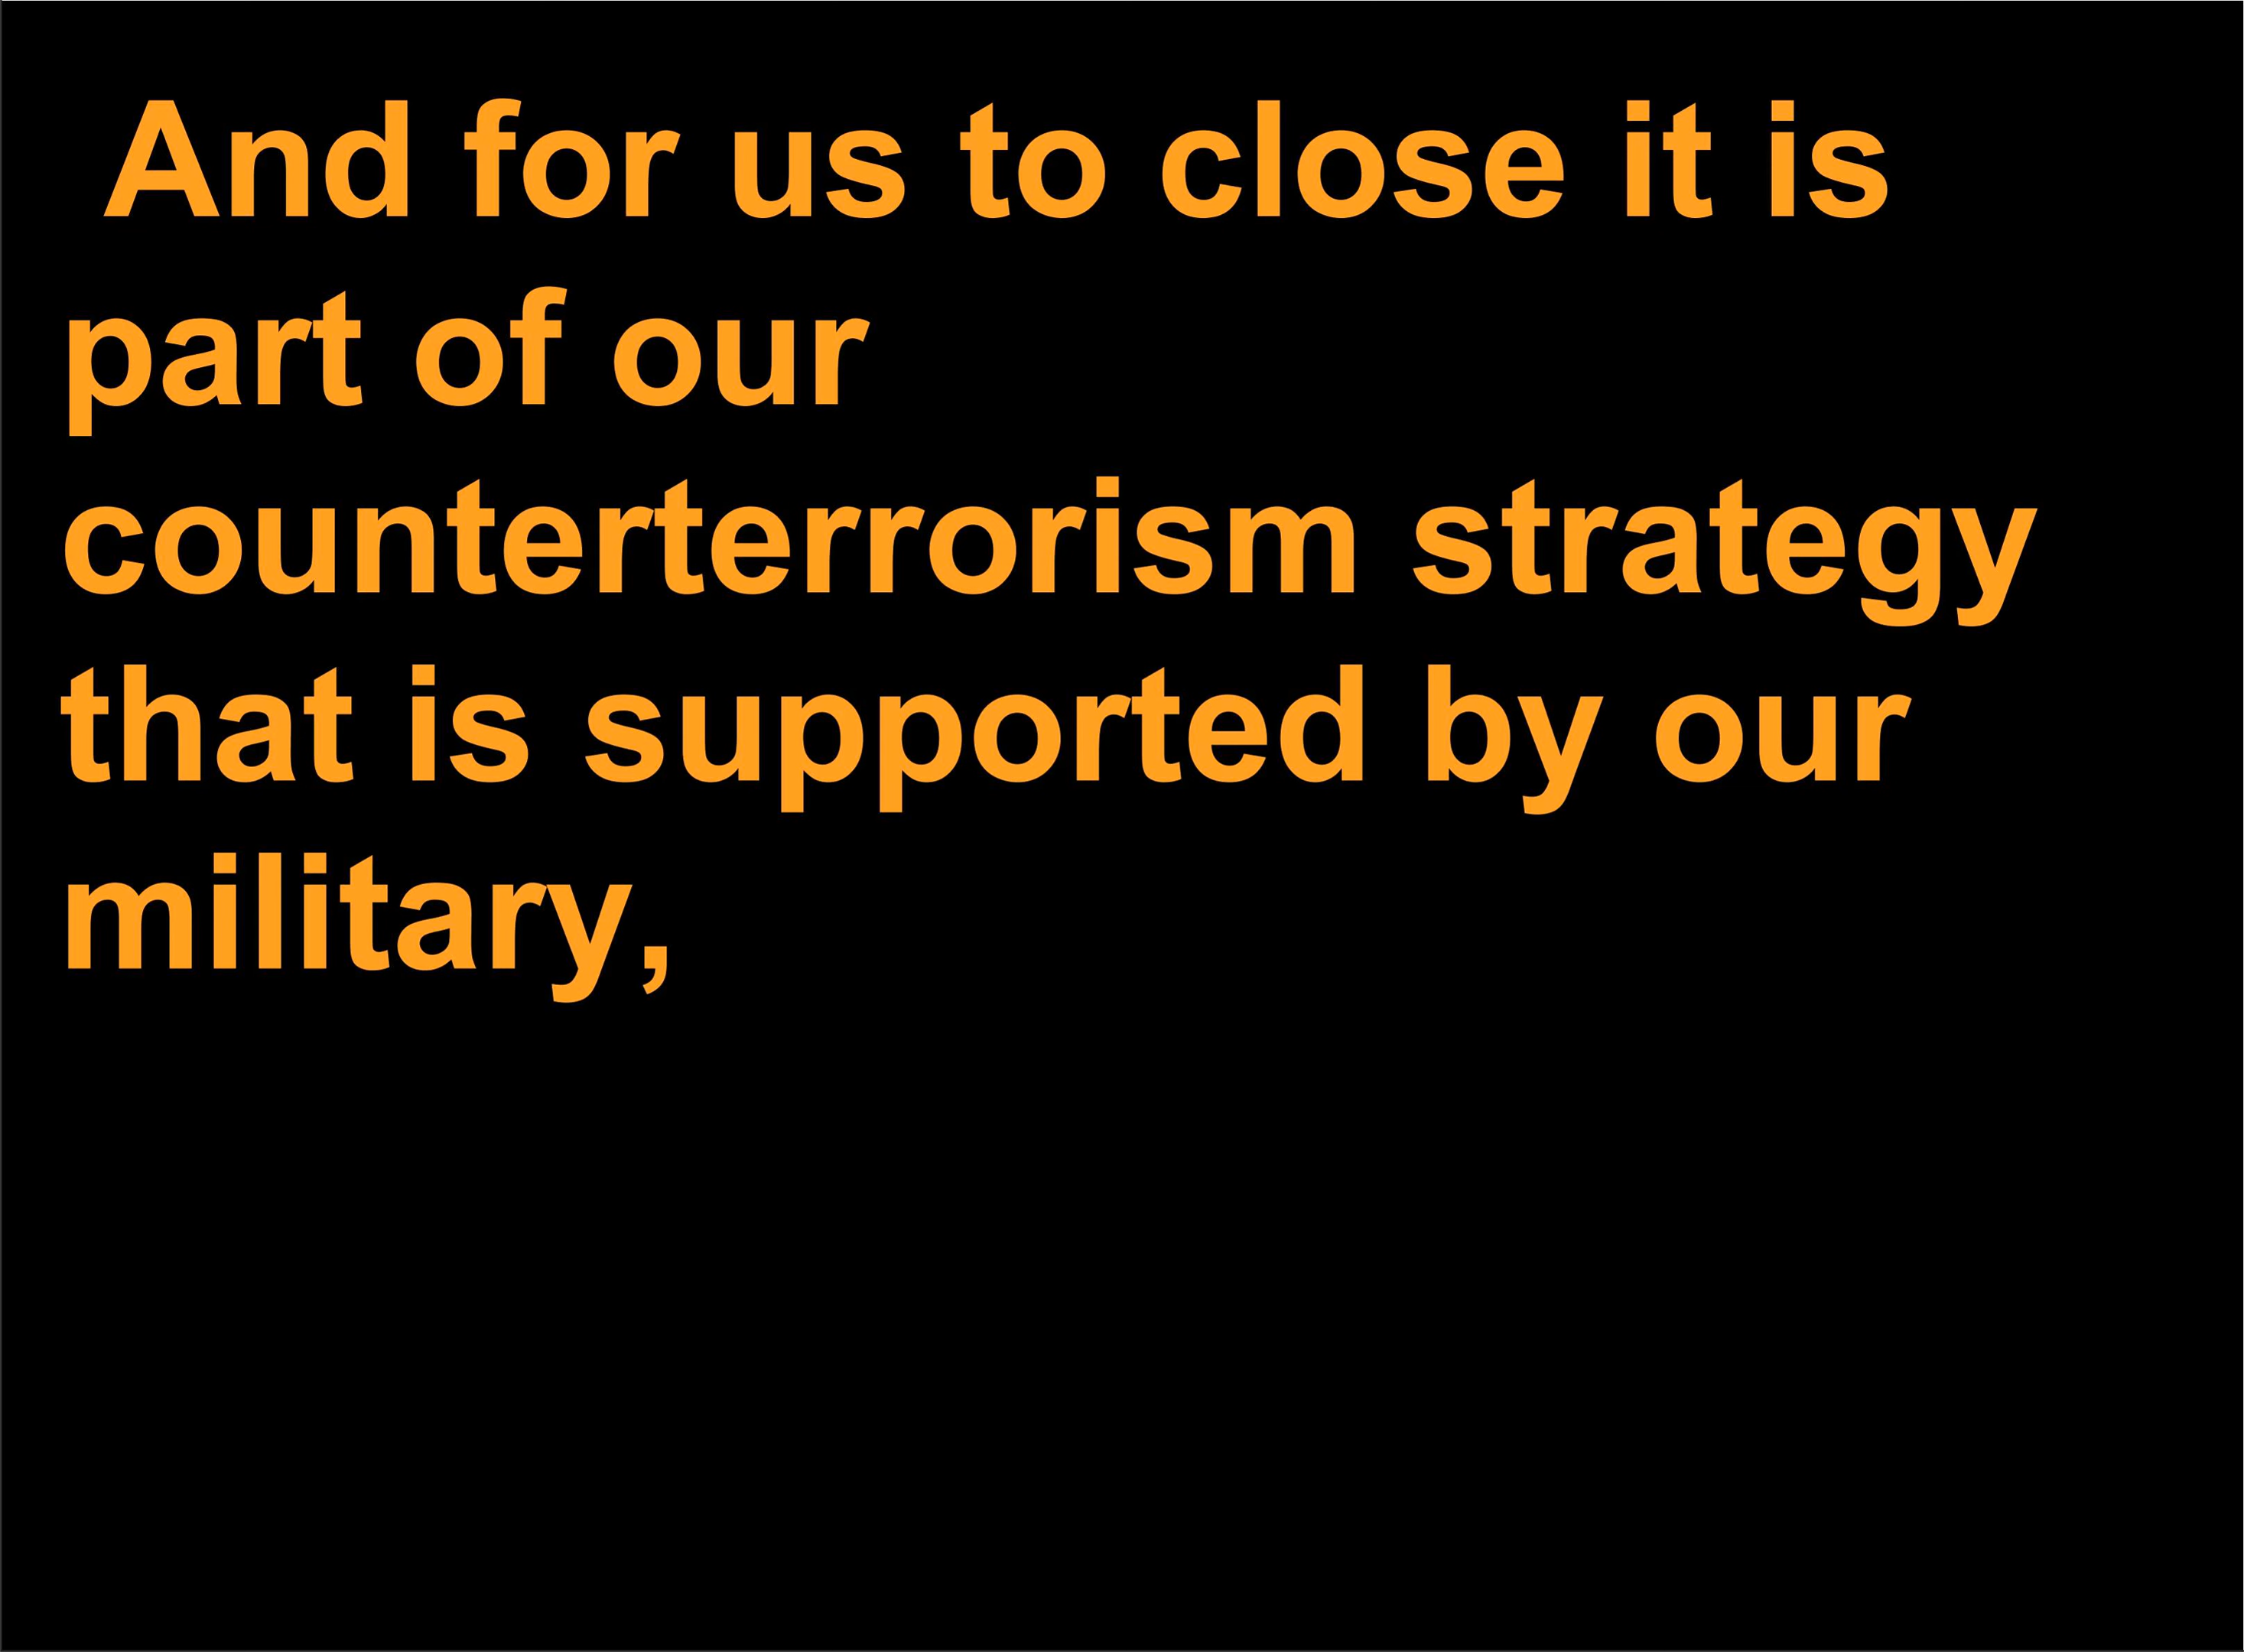 And for us to close it is
part of our
counterterrorism strategy
that is supported by our
military,